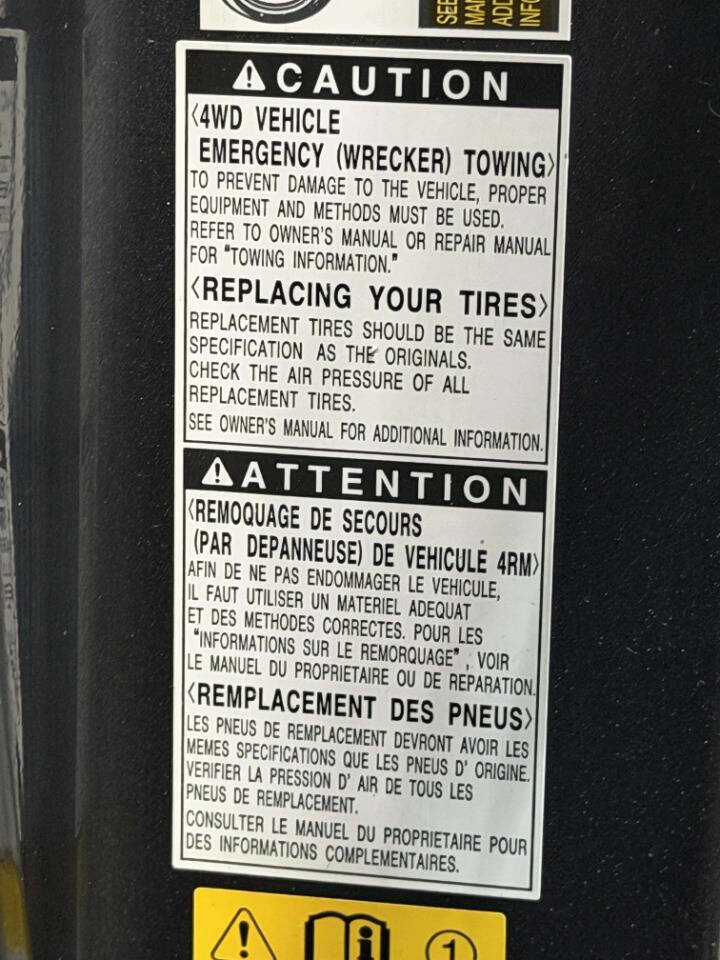 SEE
MAN
ADD
INFO
CAUTION
<4WD VEHICLE
EMERGENCY (WRECKER) TOWING>
TO PREVENT DAMAGE TO THE VEHICLE, PROPER
EQUIPMENT AND METHODS MUST BE USED.
REFER TO OWNER'S MANUAL OR REPAIR MANUAL
FOR "TOWING INFORMATION."
<REPLACING YOUR TIRES>
REPLACEMENT TIRES SHOULD BE THE SAME
SPECIFICATION AS THE ORIGINALS.
CHECK THE AIR PRESSURE OF ALL
REPLACEMENT TIRES.
SEE OWNER'S MANUAL FOR ADDITIONAL INFORMATION.
ATTENTION
<REMOQUAGE DE SECOURS
(PAR DEPANNEUSE) DE VEHICULE 4RM>
AFIN DE NE PAS ENDOMMAGER LE VEHICULE,
IL FAUT UTILISER UN MATERIEL ADEQUAT
ET DES METHODES CORRECTES. POUR LES
"INFORMATIONS SUR LE REMORQUAGE", VOIR
LE MANUEL DU PROPRIETAIRE OU DE REPARATION.
<REMPLACEMENT DES PNEUS>
LES PNEUS DE REMPLACEMENT DEVRONT AVOIR LES
MEMES SPECIFICATIONS QUE LES PNEUS D' ORIGINE.
VERIFIER LA PRESSION D' AIR DE TOUS LES
PNEUS DE REMPLACEMENT.
CONSULTER LE MANUEL DU PROPRIETAIRE POUR
DES INFORMATIONS COMPLEMENTAIRES.
1